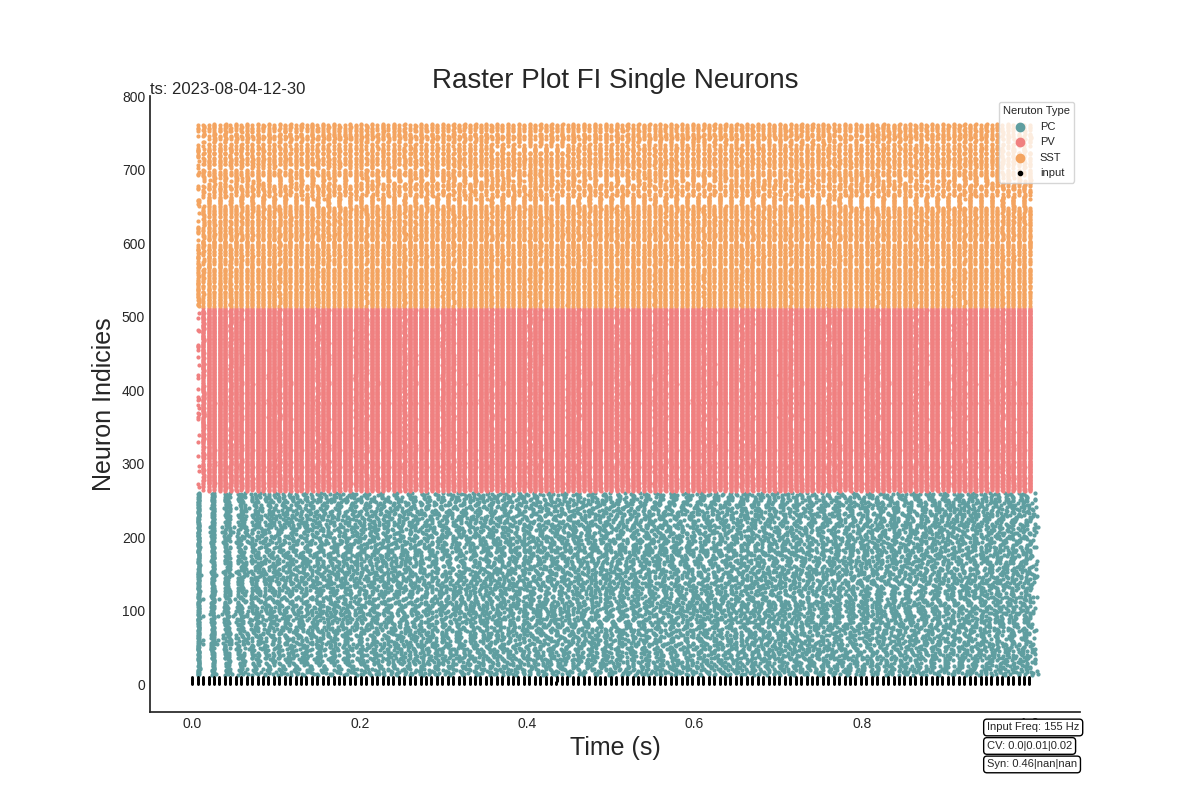 Raster Plot FI Single Neurons
ts: 2023-08-04-12-30
Neruton Type
PC
PV
SST
input
Neuron Indicies
800
700
600
500
400
300
200
100
0
0.0 0.2 0.4 0.6 0.8
Time (s)
Input Freq: 155 Hz
CV: 0.0|0.01|0.02
Syn: 0.46|nan|nan